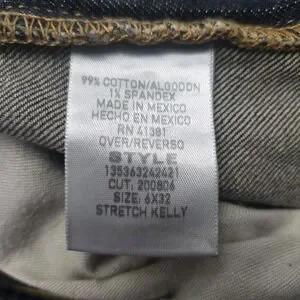 99% COTTON/ALGODON
1% SPANDEX
MADE IN MEXICO
HECHO EN MEXICO
RN 41381
OVER/REVERSO
STYLE
135363242421
CUT: 200806
SIZE: 6X32
STRETCH KELLY